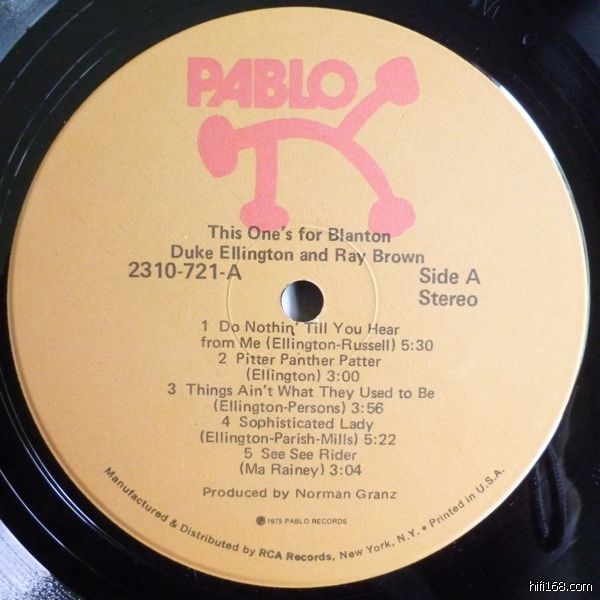 PABLO
This One's for Blanton
Duke Ellington and Ray Brown
2310-721-A
Side A
Stereo
1 Do Nothin' Till You Hear
from Me (Ellington-Russell) 5:30
2 Pitter Panther Patter
(Ellington) 3:00
3 Things Ain't What They Used to Be
(Ellington-Persons) 3:56
4 Sophisticated Lady
(Ellington-Parish-Mills) 5:22
5 See See Rider
(Ma Rainey) 3:04
Produced by Norman Granz
℗1975 PABLO RECORDS
Manufactured & Distributed by RCA Records, New York, N.Y. • Printed in U.S.A.
hifi168.com